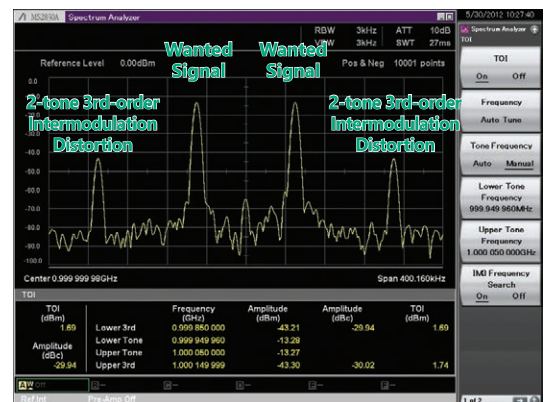 MS2830A Spectrum Analyzer
5/30/2012 10:27:40
RBW 3kHz ATT 10dB
VBW 3kHz SWT 27ms
Reference Level 0.00dBm
Pos & Neg 10001 points
Wanted
Signal
Wanted
Signal
2-tone 3rd-order
Intermodulation
Distortion
2-tone 3rd-order
Intermodulation
Distortion
0.0
-40.0
-50.0
-60.0
-70.0
-80.0
-90.0
-100.0
Center 0.999 999 98GHz
Span 400.160kHz
TOI
TOI Frequency Amplitude Amplitude TOI
(dBm) (GHz) (dBm) (dBc) (dBm)
1.69 Lower 3rd 0.999 850 000 -43.21 -29.94 1.69
Amplitude Lower Tone 0.999 949 960 -13.28
(dBc) Upper Tone 1.000 050 000 -13.27
-29.94 Upper 3rd 1.000 149 999 -43.30 -30.02 1.74
Ref.Int Pre-Amp Off
Spectrum Analyzer
TOI
TOI
On Off
Frequency
Auto Tune
Tone Frequency
Auto Manual
Lower Tone
Frequency
999.949 960MHz
Upper Tone
Frequency
1.000 050 000GHz
IM3 Frequency
Search
On Off
1 of 2